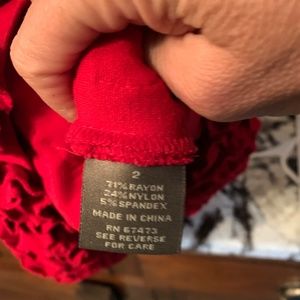 2
71% RAYON
24% NYLON
5% SPANDEX
MADE IN CHINA
RN 67473
SEE REVERSE
FOR CARE